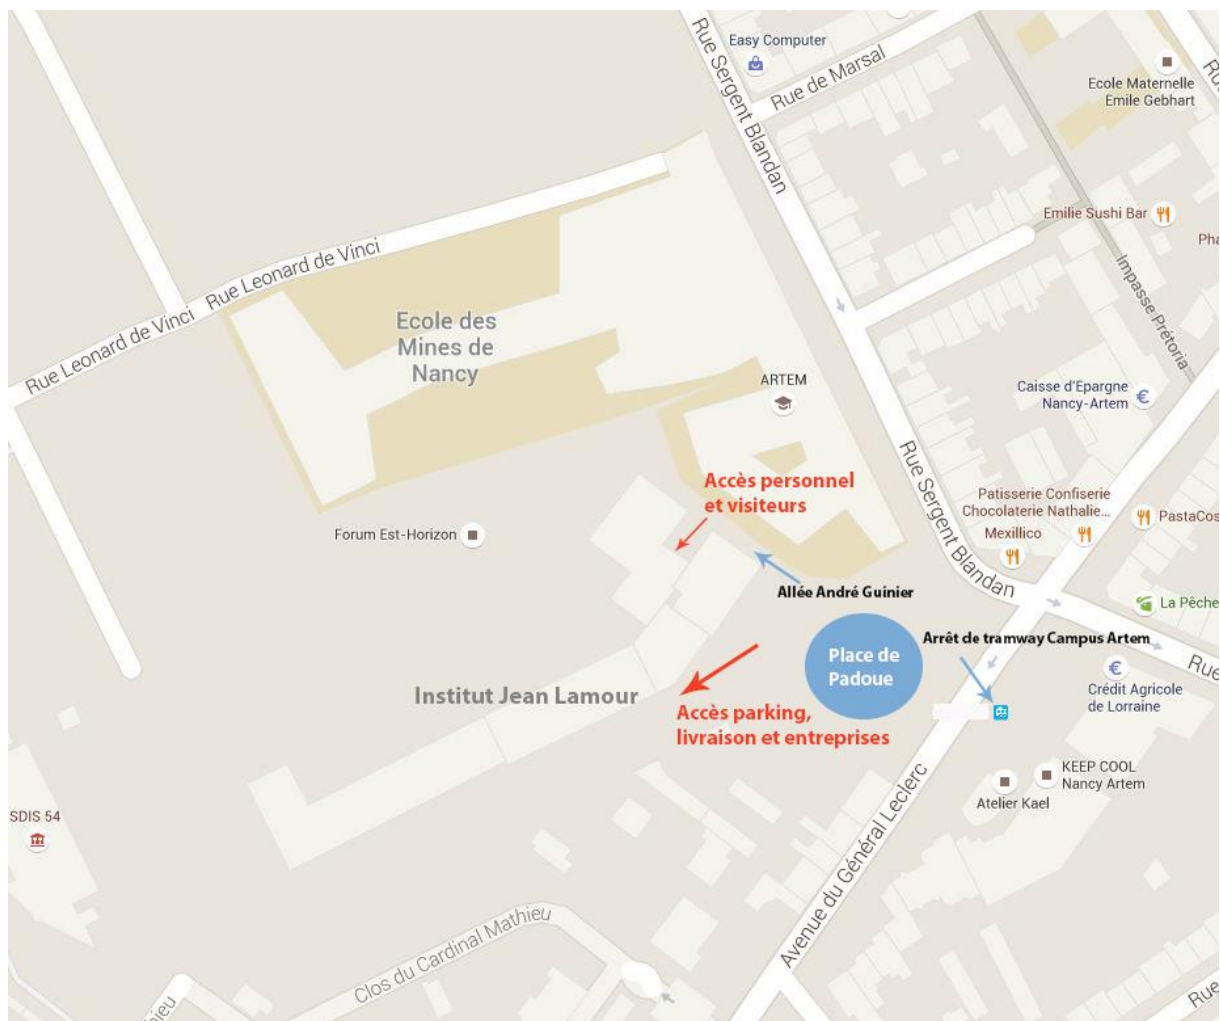 Rue Sergent Blandan
Easy Computer
Rue de Marsal
Ecole Maternelle
Emile Gebhart
Emilie Sushi Bar
Impasse Prétoria
Rue Leonard de Vinci
Rue Leonard de Vinci
Ecole des
Mines de
Nancy
ARTEM
Caisse d'Epargne
Nancy-Artem
Rue Sergent Blandan
Accès personnel
et visiteurs
Patisserie Confiserie
Chocolaterie Nathalie...
Mexillico
PastaCos
Forum Est-Horizon
Allée André Guinier
La Pêche
Arrêt de tramway Campus Artem
Place de
Padoue
Rue
Institut Jean Lamour
Crédit Agricole
de Lorraine
Accès parking,
livraison et entreprises
KEEP COOL
Nancy Artem
Atelier Kael
SDIS 54
Avenue du Général Leclerc
Clos du Cardinal Mathieu
Rue